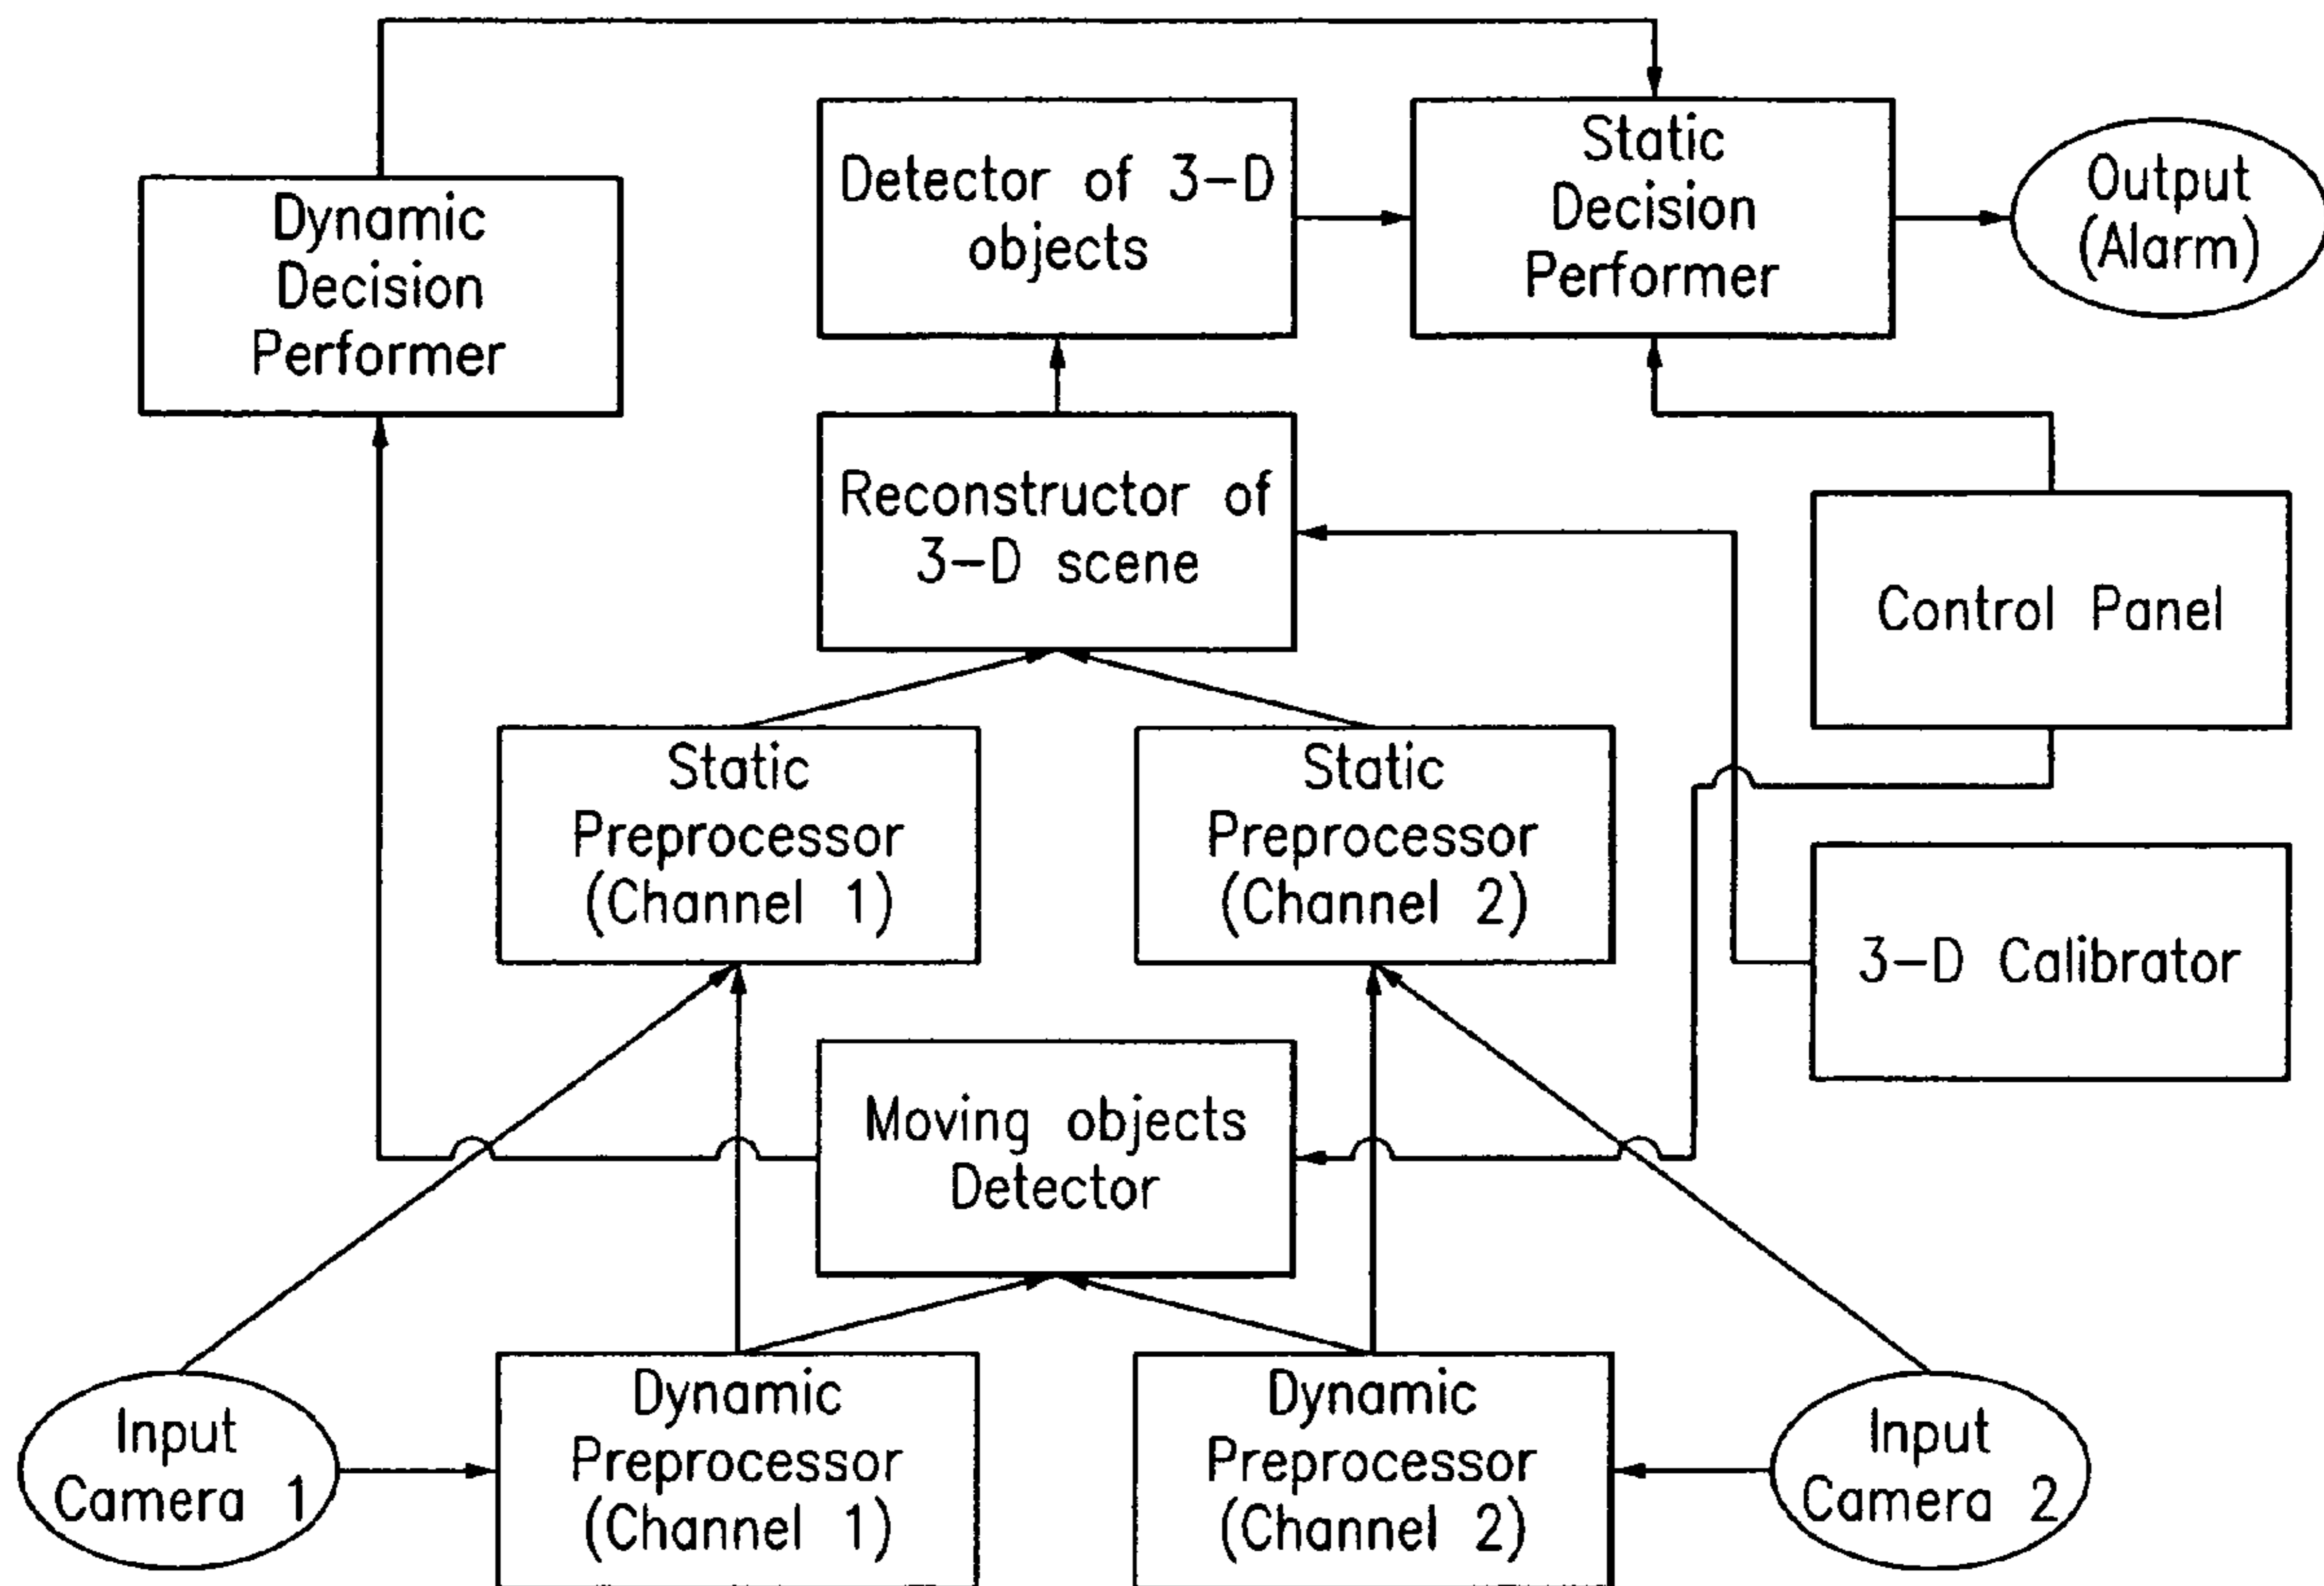 Dynamic
Decision
Performer
Detector of 3-D
objects
Static
Decision
Performer
Output
(Alarm)
Reconstructor of
3-D scene
Control Panel
Static
Preprocessor
(Channel 1)
Static
Preprocessor
(Channel 2)
3-D Calibrator
Moving objects
Detector
Input
Camera 1
Dynamic
Preprocessor
(Channel 1)
Dynamic
Preprocessor
(Channel 2)
Input
Camera 2